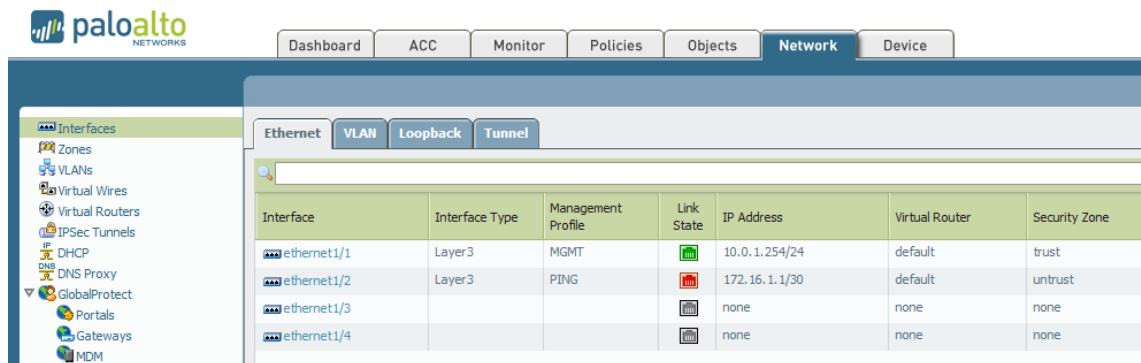 paloalto
NETWORKS
Dashboard ACC Monitor Policies Objects Network Device
Interfaces
Zones
VLANs
Virtual Wires
Virtual Routers
IPSec Tunnels
DHCP
DNS Proxy
GlobalProtect
Portals
Gateways
MDM
Ethernet VLAN Loopback Tunnel
Interface Interface Type Management Profile Link State IP Address Virtual Router Security Zone
ethernet1/1 Layer3 MGMT 10.0.1.254/24 default trust
ethernet1/2 Layer3 PING 172.16.1.1/30 default untrust
ethernet1/3 none none none
ethernet1/4 none none none